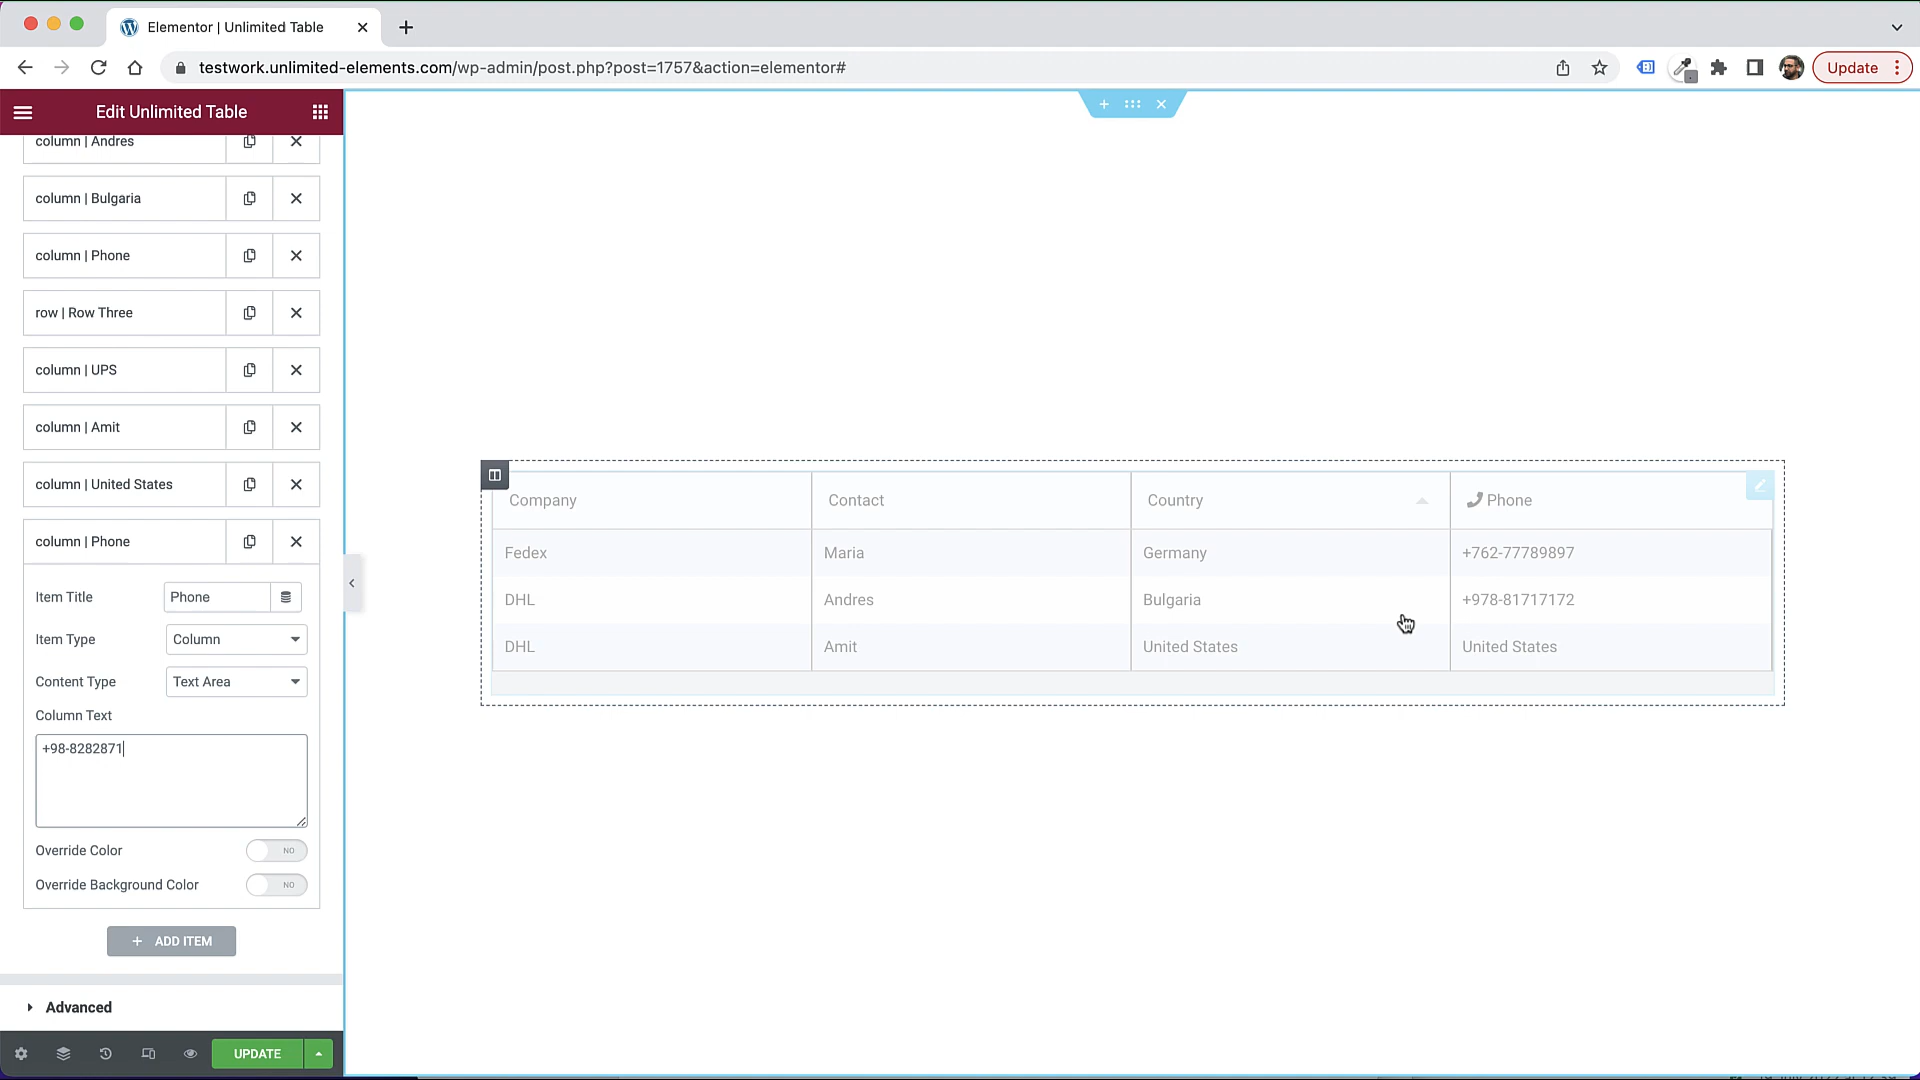 Elementor | Unlimited Table
testwork.unlimited-elements.com/wp-admin/post.php?post=1757&action=elementor#
Update
Edit Unlimited Table
column | Andres
column | Bulgaria
column | Phone
row | Row Three
column | UPS
column | Amit
column | United States
column | Phone
Item Title
Phone
Item Type
Column
Content Type
Text Area
Column Text
+98-8282871
Override Color
NO
Override Background Color
NO
+ ADD ITEM
Advanced
UPDATE
Company Contact Country Phone
Fedex Maria Germany +762-77789897
DHL Andres Bulgaria +978-81717172
DHL Amit United States United States